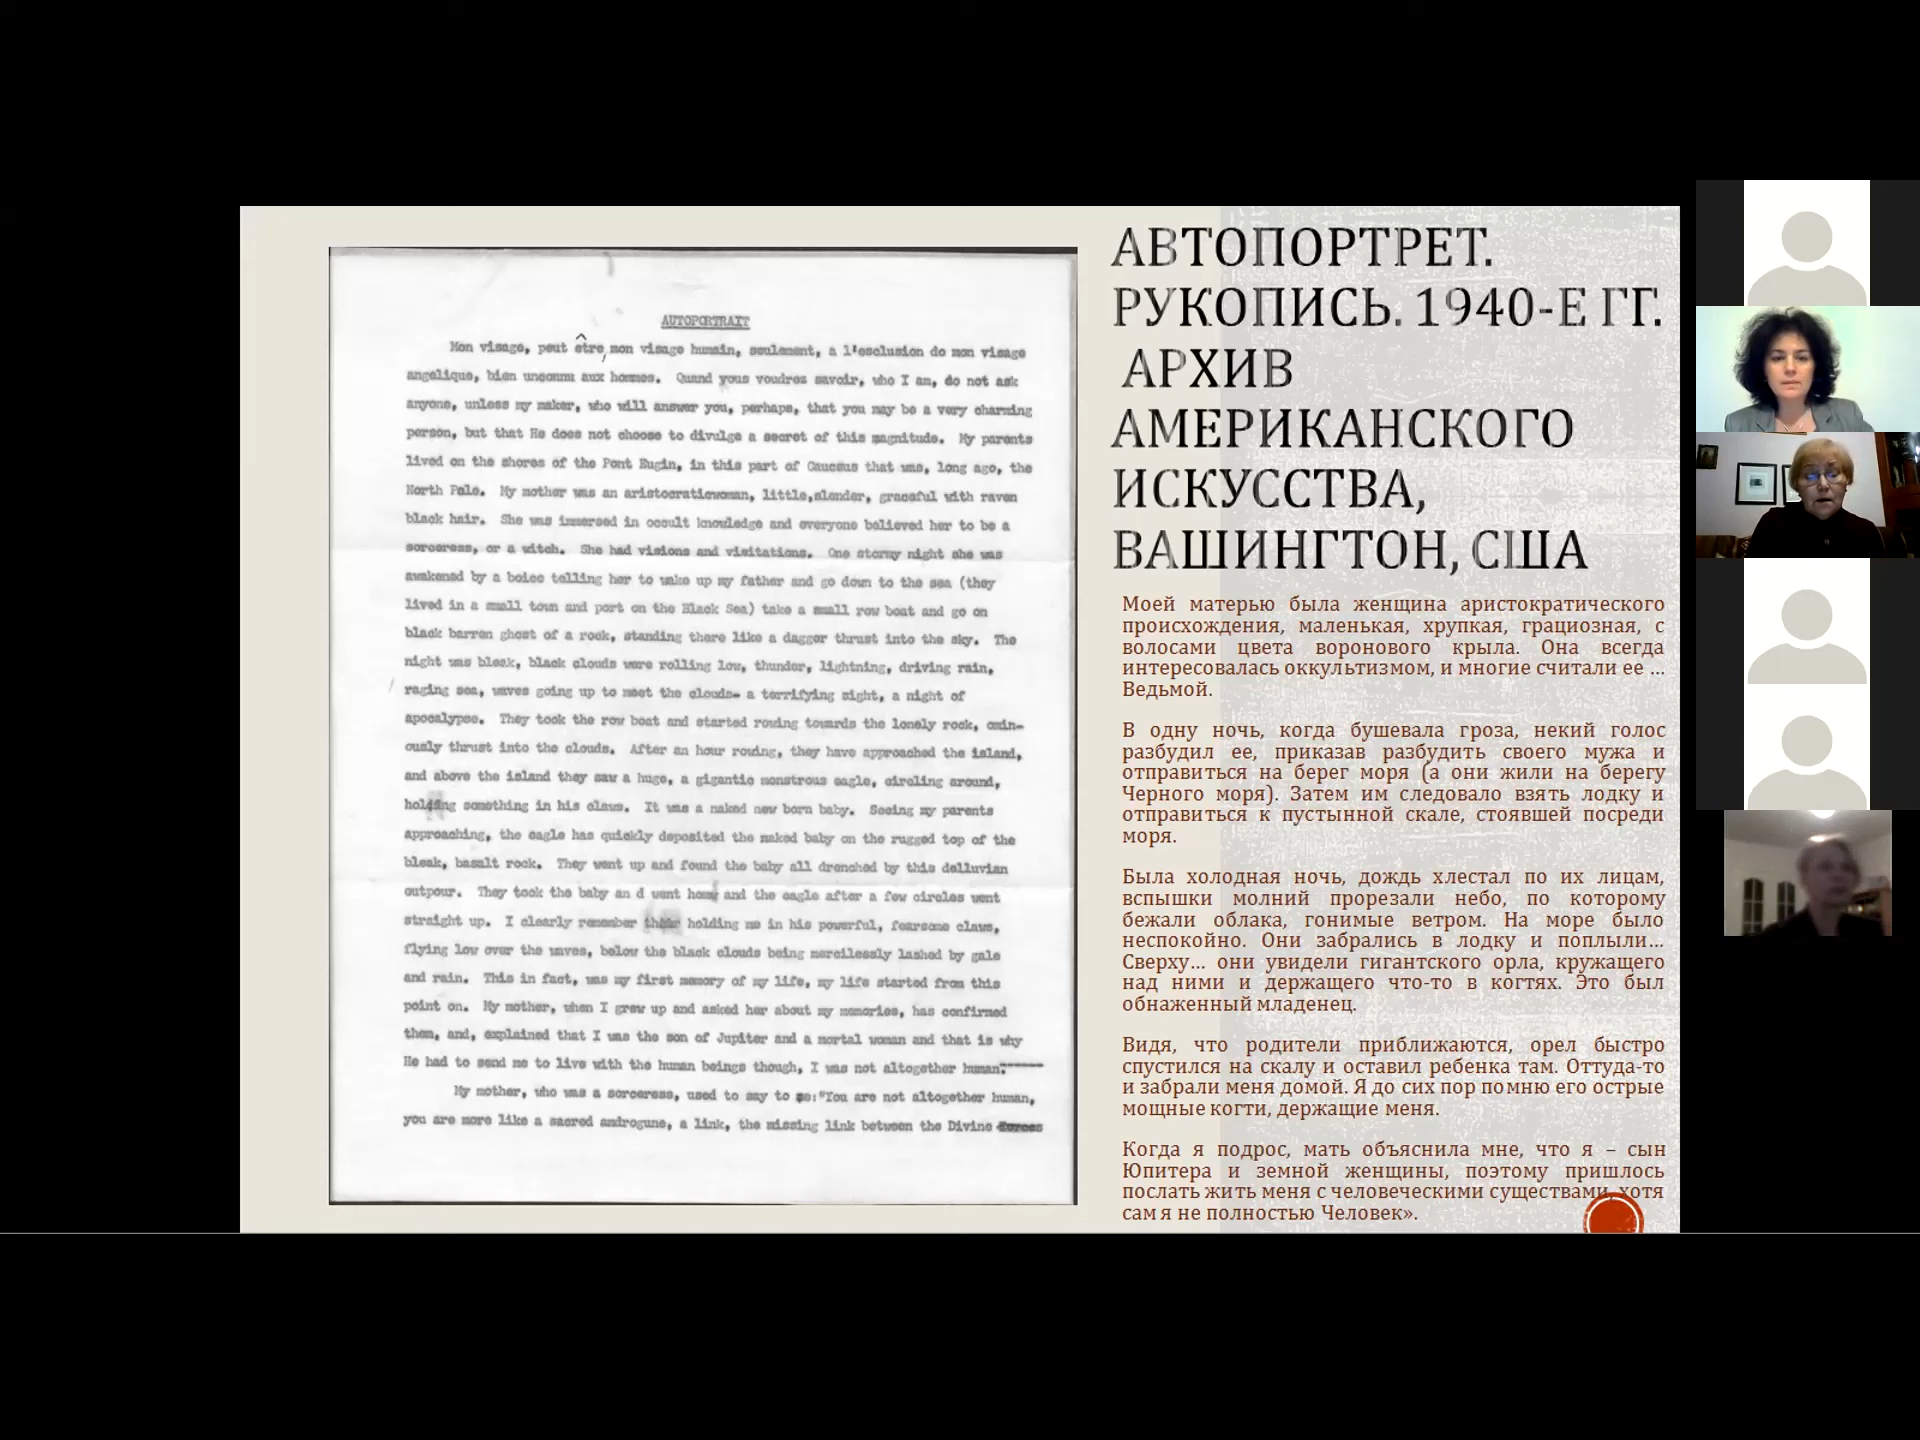 AUTOPORTRAIT
Mon visage, peut etre mon visage humain, seulement, a l'esclusion de mon visage
angelique, bien unconnu aux hommes. Quand yous voudrez savoir, who I am, do not ask
anyone, unless my maker, who will answer you, perhaps, that you may be a very charming
person, but that He does not choose to divulge a secret of this magnitude. My parents
lived on the shores of the Pont Eugin, in this part of Caucsus that was, long ago, the
North Pole. My mother was an aristocraticwoman, little,slender, graceful with raven
black hair. She was immersed in occult knowledge and everyone believed her to be a
sorceress, or a witch. She had visions and visitations. One stormy night she was
awakened by a boice telling her to wake up my father and go down to the sea (they
lived in a small town and port on the Black Sea) take a small row boat and go on
black barren ghost of a rock, standing there like a dagger thrust into the sky. The
night was bleak, black clouds were rolling low, thunder, lightning, driving rain,
raging sea, waves going up to meet the clouds- a terrifying sight, a night of
apocalypse. They took the row boat and started rowing towards the lonely rock, omin-
ously thrust into the clouds. After an hour rowing, they have approached the island,
and above the island they saw a huge, a gigantic monstrous eagle, circling around,
holding something in his claws. It was a naked new born baby. Seeing my parents
approaching, the eagle has quickly deposited the naked baby on the rugged top of the
bleak, basalt rock. They went up and found the baby all drenched by this delluvian
outpour. They took the baby an d went home and the eagle after a few circles went
straight up. I clearly remember holding me in his powerful, fearsome claws,
flying low over the waves, below the black clouds being mercilessly lashed by gale
and rain. This in fact, was my first memory of my life, my life started from this
point on. My mother, when I grew up and asked her about my memories, has confirmed
them, and, explained that I was the son of Jupiter and a mortal woman and that is why
He had to send me to live with the human beings though, I was not altogether human.
My mother, who was a sorceress, used to say to me:"You are not altogether human,
you are more like a sacred androgune, a link, the missing link between the Divine
АВТОПОРТРЕТ.
РУКОПИСЬ. 1940-Е ГГ.
АРХИВ
АМЕРИКАНСКОГО
ИСКУССТВА,
ВАШИНГТОН, США
Моей матерью была женщина аристократического
происхождения, маленькая, хрупкая, грациозная, с
волосами цвета воронового крыла. Она всегда
интересовалась оккультизмом, и многие считали ее ...
Ведьмой.
В одну ночь, когда бушевала гроза, некий голос
разбудил ее, приказав разбудить своего мужа и
отправиться на берег моря (а они жили на берегу
Черного моря). Затем им следовало взять лодку и
отправиться к пустынной скале, стоявшей посреди
моря.
Была холодная ночь, дождь хлестал по их лицам,
вспышки молний прорезали небо, по которому
бежали облака, гонимые ветром. На море было
неспокойно. Они забрались в лодку и поплыли...
Сверху... они увидели гигантского орла, кружащего
над ними и держащего что-то в когтях. Это был
обнаженный младенец.
Видя, что родители приближаются, орел быстро
спустился на скалу и оставил ребенка там. Оттуда-то
и забрали меня домой. Я до сих пор помню его острые
мощные когти, держащие меня.
Когда я подрос, мать объяснила мне, что я – сын
Юпитера и земной женщины, поэтому пришлось
послать жить меня с человеческими существами, хотя
сам я не полностью Человек».